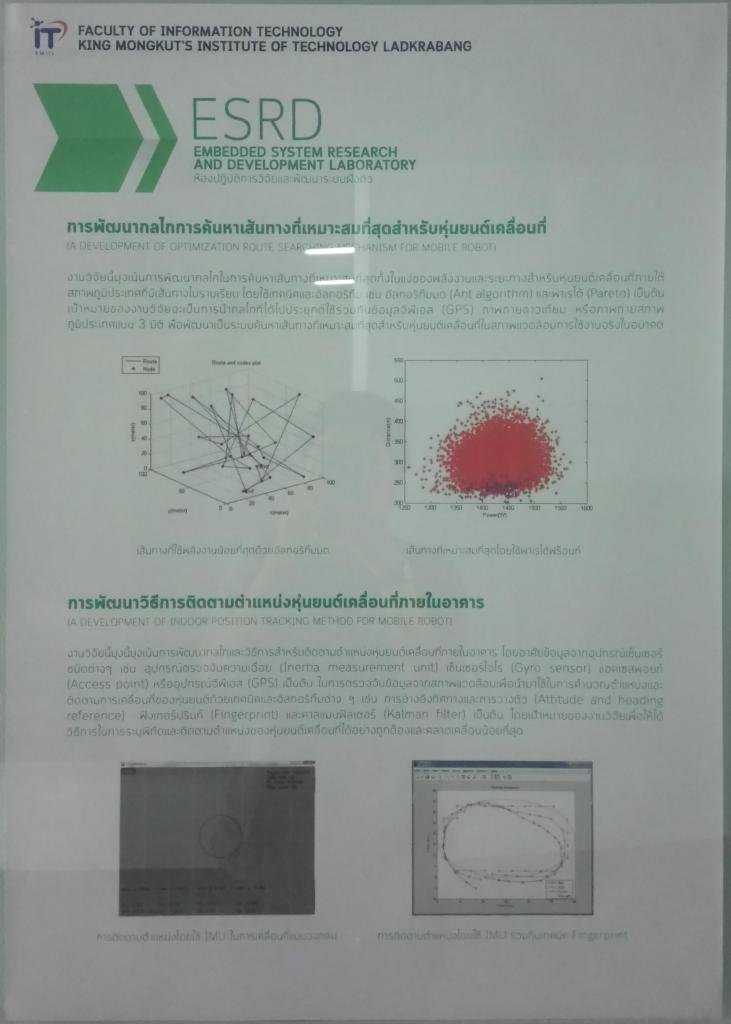 IT
KMITL
FACULTY OF INFORMATION TECHNOLOGY
KING MONGKUT'S INSTITUTE OF TECHNOLOGY LADKRABANG
ESRD
EMBEDDED SYSTEM RESEARCH
AND DEVELOPMENT LABORATORY
ห้องปฏิบัติการวิจัยและพัฒนาระบบฝังตัว
การพัฒนากลไกการค้นหาเส้นทางที่เหมาะสมที่สุดสำหรับหุ่นยนต์เคลื่อนที่
(A DEVELOPMENT OF OPTIMIZATION ROUTE SEARCHING MECHANISM FOR MOBILE ROBOT)
งานวิจัยนี้มุ่งเน้นการพัฒนากลไกในการค้นหาเส้นทางที่เหมาะสมที่สุดทั้งในแง่ของพลังงานและระยะทางสำหรับหุ่นยนต์เคลื่อนที่ภายใต้
สภาพภูมิประเทศที่มีเส้นทางไม่ราบเรียบ โดยใช้เทคนิคและอัลกอริทึม เช่น อัลกอริทึมมด (Ant algorithm) และพาเรโต้ (Pareto) เป็นต้น
เป้าหมายของงานวิจัยจะเป็นการนำกลไกที่ได้ไปประยุกต์ใช้ร่วมกับข้อมูลจีพีเอส (GPS) ภาพถ่ายดาวเทียม หรือภาพถ่ายสภาพ
ภูมิประเทศแบบ 3 มิติ เพื่อพัฒนาเป็นระบบค้นหาเส้นทางที่เหมาะสมที่สุดสำหรับหุ่นยนต์เคลื่อนที่ในสภาพแวดล้อมการใช้งานจริงในอนาคต
Route and nodes plot
Route
Node
z(meter)
100
80
60
40
20
0
100
50
0
y(meter)
0
20
40
60
80
100
x(meter)
Distance(m)
550
500
450
400
350
300
250
200
1250
1300
1350
1400
1450
1500
1550
1600
Power(W)
เส้นทางที่ใช้พลังงานน้อยที่สุดด้วยอัลกอริทึมมด
เส้นทางที่เหมาะสมที่สุดโดยใช้พาเรโต้ฟร้อนท์
การพัฒนาวิธีการติดตามตำแหน่งหุ่นยนต์เคลื่อนที่ภายในอาคาร
(A DEVELOPMENT OF INDOOR POSITION TRACKING METHOD FOR MOBILE ROBOT)
งานวิจัยนี้มุ่งเน้นการพัฒนากลไกและวิธีการสำหรับติดตามตำแหน่งหุ่นยนต์เคลื่อนที่ภายในอาคาร โดยอาศัยข้อมูลจากอุปกรณ์เซ็นเซอร์
ชนิดต่างๆ เช่น อุปกรณ์ตรวจจับความเฉื่อย (Inertia measurement unit) เซ็นเซอร์ไจโร (Gyro sensor) แอคเซสพอยท์
(Access point) หรืออุปกรณ์จีพีเอส (GPS) เป็นต้น ในการตรวจจับข้อมูลจากสภาพแวดล้อมเพื่อนำมาใช้ในการคำนวณตำแหน่งและ
ติดตามการเคลื่อนที่ของหุ่นยนต์ด้วยเทคนิคและอัลกอริทึมต่าง ๆ เช่น การอ้างอิงทิศทางและการวางตัว (Attitude and heading
reference) ฟิงเกอร์ปรินท์ (Fingerprint) และคาลแมนฟิลเตอร์ (Kalman filter) เป็นต้น โดยเป้าหมายของงานวิจัยเพื่อให้ได้
วิธีการในการระบุพิกัดและติดตามตำแหน่งของหุ่นยนต์เคลื่อนที่ได้อย่างถูกต้องและคลาดเคลื่อนน้อยที่สุด
การติดตามตำแหน่งโดยใช้ IMU ในการเคลื่อนที่แบบวงกลม
การติดตามตำแหน่งโดยใช้ IMU ร่วมกับเทคนิค Fingerprint